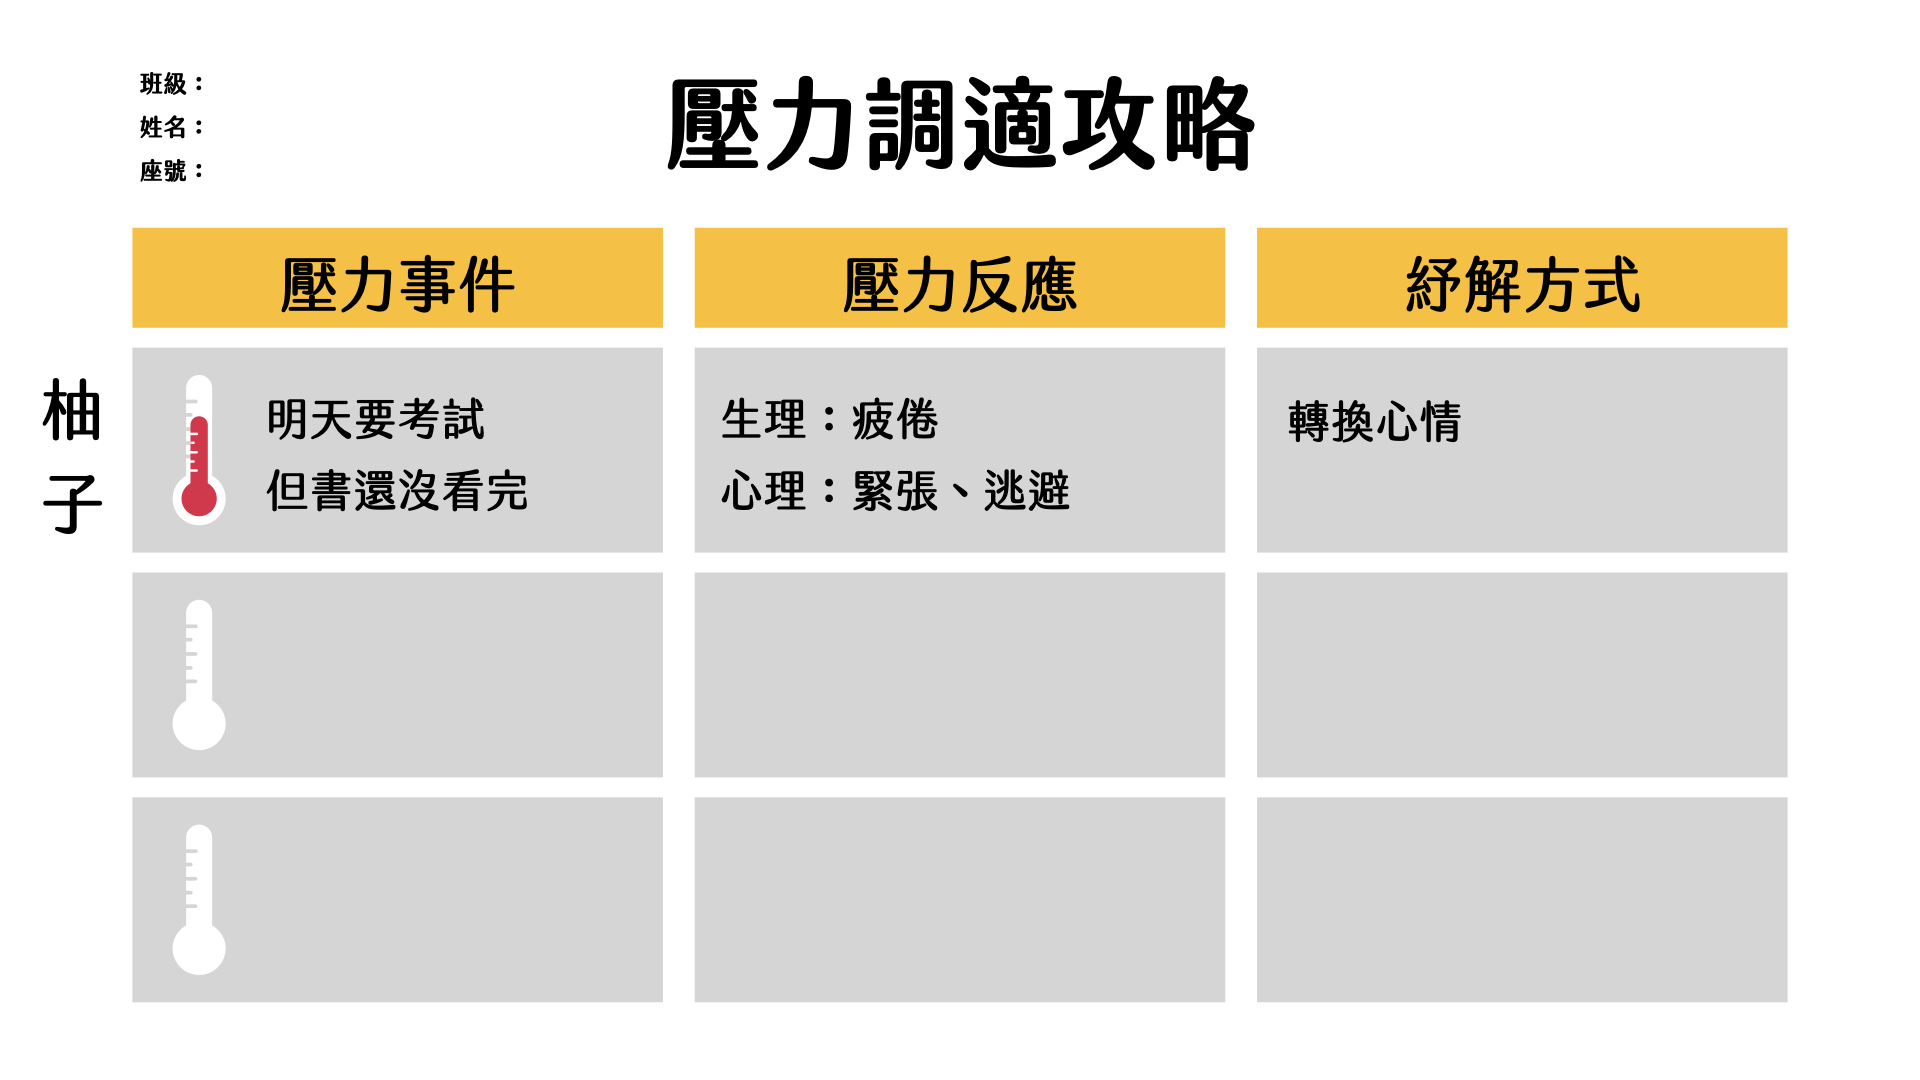 班級：
姓名：
座號：
壓力調適攻略
壓力事件
壓力反應
紓解方式
柚子
明天要考試
但書還沒看完
生理：疲倦
心理：緊張、逃避
轉換心情